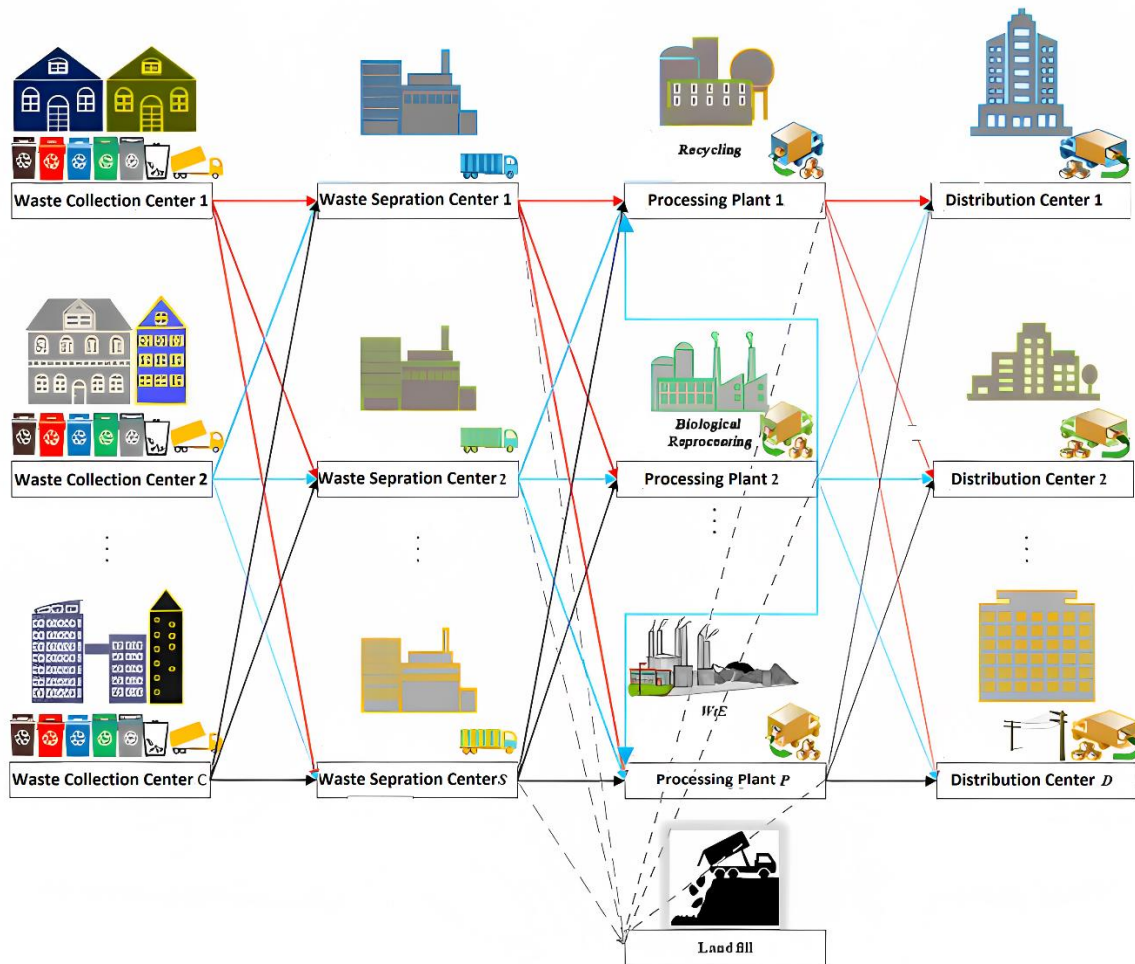 Recycling
Waste Collection Center 1
Waste Sepration Center 1
Processing Plant 1
Distribution Center 1
Biological
Reprocering
Waste Collection Center 2
Waste Sepration Center 2
Processing Plant 2
Distribution Center 2
WtE
Waste Collection Center C
Waste Sepration Center S
Processing Plant P
Distribution Center D
Land fill